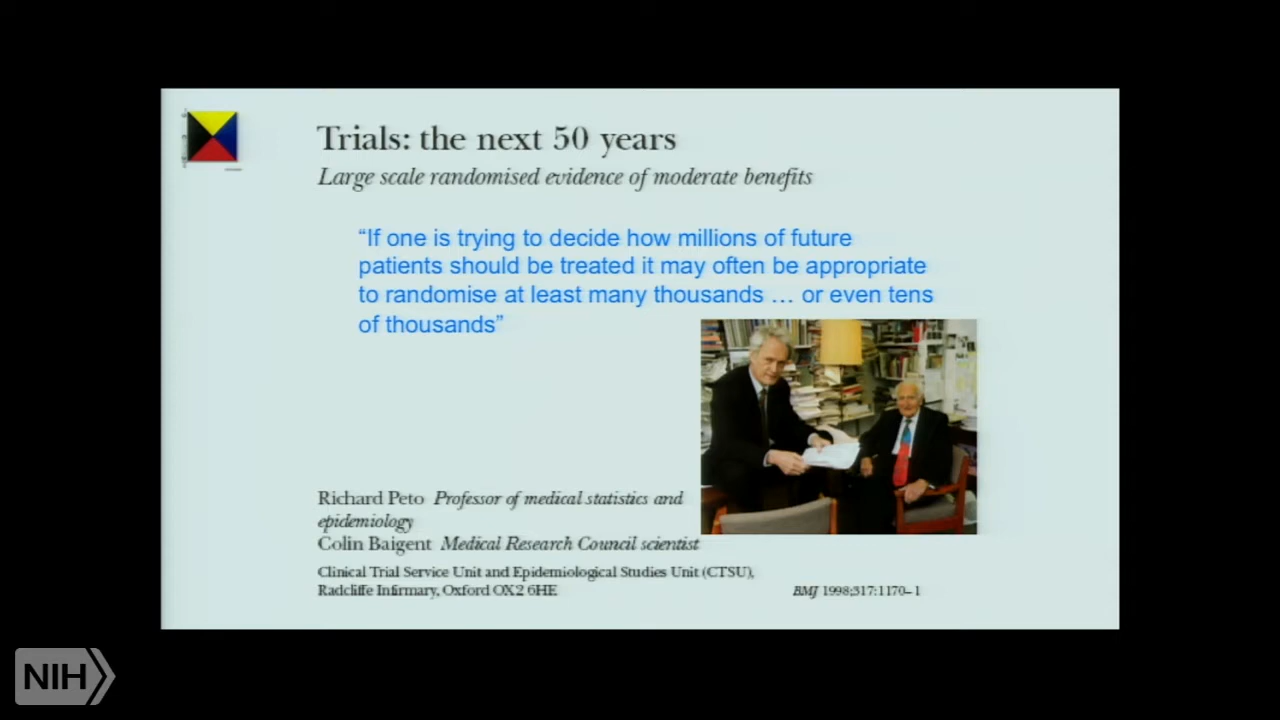 Trials: the next 50 years
Large scale randomised evidence of moderate benefits
“If one is trying to decide how millions of future
patients should be treated it may often be appropriate
to randomise at least many thousands … or even tens
of thousands”
Richard Peto Professor of medical statistics and
epidemiology
Colin Baigent Medical Research Council scientist
Clinical Trial Service Unit and Epidemiological Studies Unit (CTSU),
Radcliffe Infirmary, Oxford OX2 6HE
BMJ 1998;317:1170–1
NIH